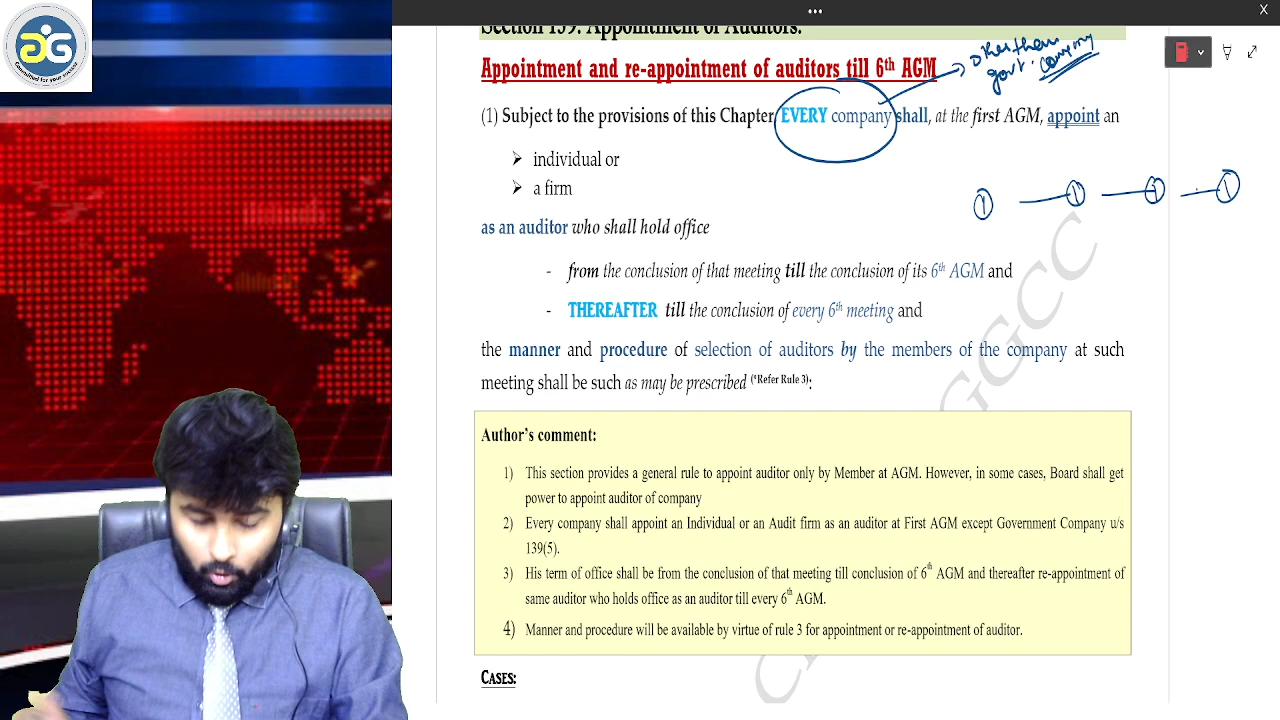 Committed for your success
•••
X
Section 139: Appointment of Auditors.
Appointment and re-appointment of auditors till 6th AGM
other than
govt. company
(1) Subject to the provisions of this Chapter EVERY company shall, at the first AGM, appoint an
➢ individual or
➢ a firm
1 1
as an auditor who shall hold office
- from the conclusion of that meeting till the conclusion of its 6th AGM and
- THEREAFTER till the conclusion of every 6th meeting and
the manner and procedure of selection of auditors by the members of the company at such
meeting shall be such as may be prescribed (*Refer Rule 3):
Author's comment:
1) This section provides a general rule to appoint auditor only by Member at AGM. However, in some cases, Board shall get
power to appoint auditor of company
2) Every company shall appoint an Individual or an Audit firm as an auditor at First AGM except Government Company u/s
139(5).
3) His term of office shall be from the conclusion of that meeting till conclusion of 6th AGM and thereafter re-appointment of
same auditor who holds office as an auditor till every 6th AGM.
4) Manner and procedure will be available by virtue of rule 3 for appointment or re-appointment of auditor.
CASES: